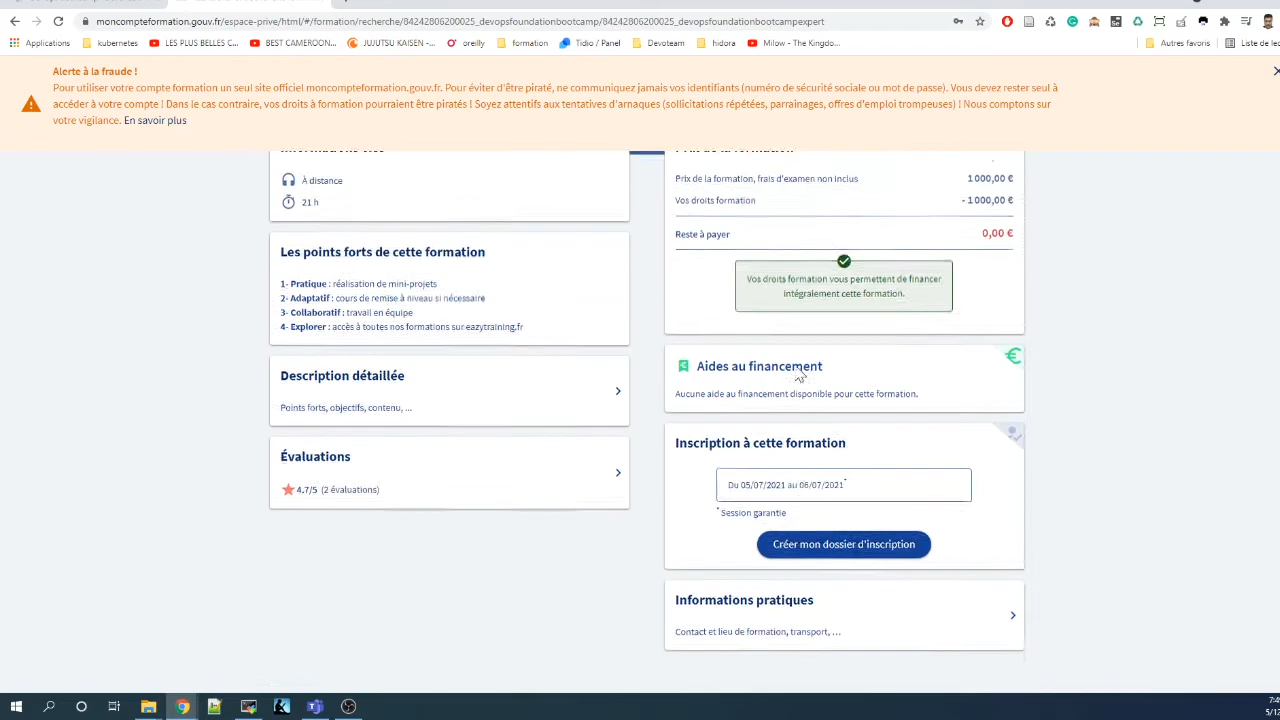 moncompteformation.gouv.fr/espace-prive/html/#/formation/recherche/84242806200025_devopsfoundationbootcamp/84242806200025_devopsfoundationbootcampexpert
Applications kubernetes LES PLUS BELLES C... BEST CAMEROON... JUJUTSU KAISEN -... oreilly formation Tidio / Panel Devoteam hidora Milow - The Kingdo... Autres favoris Liste de lec
Alerte à la fraude !
Pour utiliser votre compte formation un seul site officiel moncompteformation.gouv.fr. Pour éviter d'être piraté, ne communiquez jamais vos identifiants (numéro de sécurité sociale ou mot de passe). Vous devez rester seul à
accéder à votre compte ! Dans le cas contraire, vos droits à formation pourraient être piratés ! Soyez attentifs aux tentatives d'arnaques (sollicitations répétées, parrainages, offres d'emploi trompeuses) ! Nous comptons sur
votre vigilance. En savoir plus
À distance
21 h
Les points forts de cette formation
1- Pratique : réalisation de mini-projets
2- Adaptatif : cours de remise à niveau si nécessaire
3- Collaboratif : travail en équipe
4- Explorer : accès à toutes nos formations sur eazytraining.fr
Description détaillée
Points forts, objectifs, contenu, ...
Évaluations
4.7/5 (2 évaluations)
Prix de la formation, frais d'examen non inclus 1 000,00 €
Vos droits formation - 1 000,00 €
Reste à payer 0,00 €
Vos droits formation vous permettent de financer
intégralement cette formation.
Aides au financement
Aucune aide au financement disponible pour cette formation.
Inscription à cette formation
Du 05/07/2021 au 06/07/2021*
* Session garantie
Créer mon dossier d'inscription
Informations pratiques
Contact et lieu de formation, transport, ...
7:4
5/12